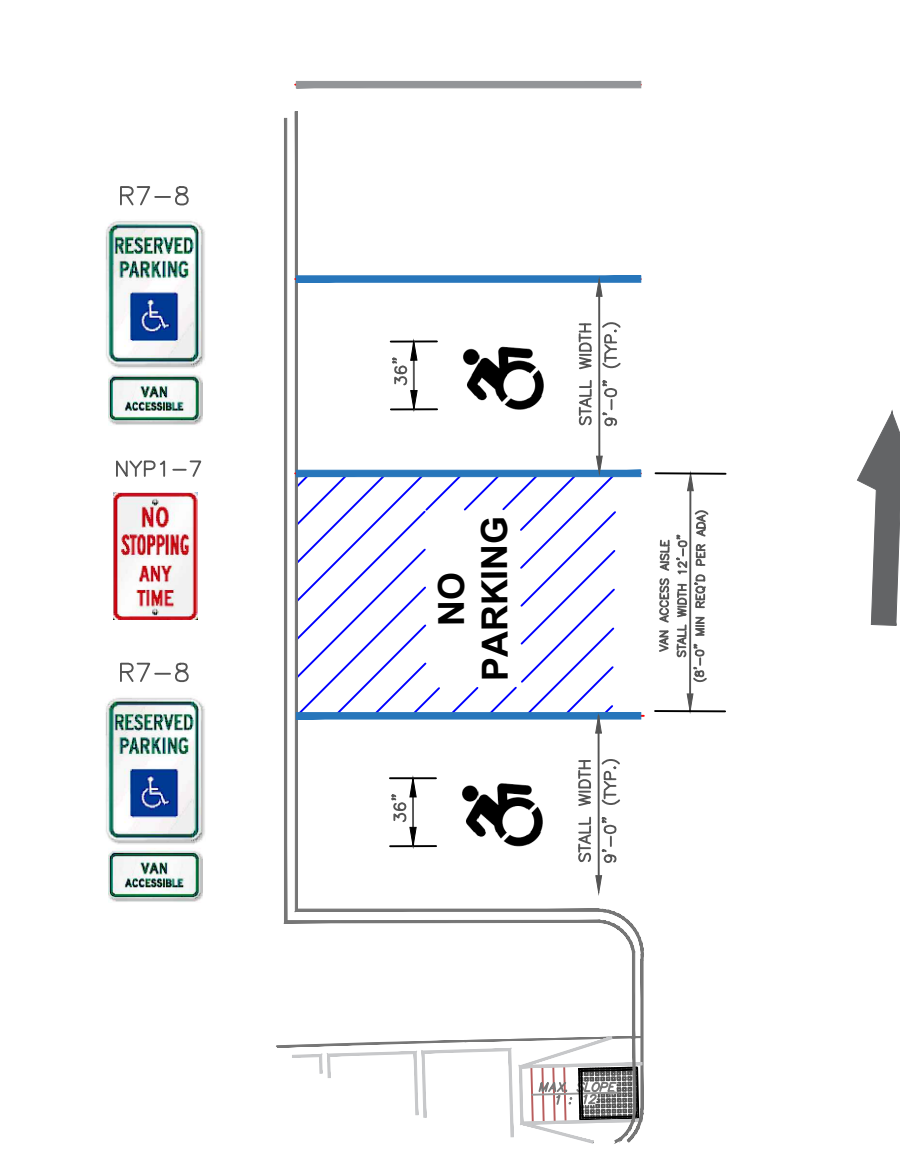 R7-8
RESERVED
PARKING
VAN
ACCESSIBLE
NYP1-7
NO
STOPPING
ANY
TIME
R7-8
RESERVED
PARKING
VAN
ACCESSIBLE
36"
STALL WIDTH
9'-0" (TYP.)
NO
PARKING
VAN ACCESS AISLE
STALL WIDTH 12'-0"
(8'-0" MIN REQ'D PER ADA)
36"
STALL WIDTH
9'-0" (TYP.)
MAX. SLOPE
1 : 12